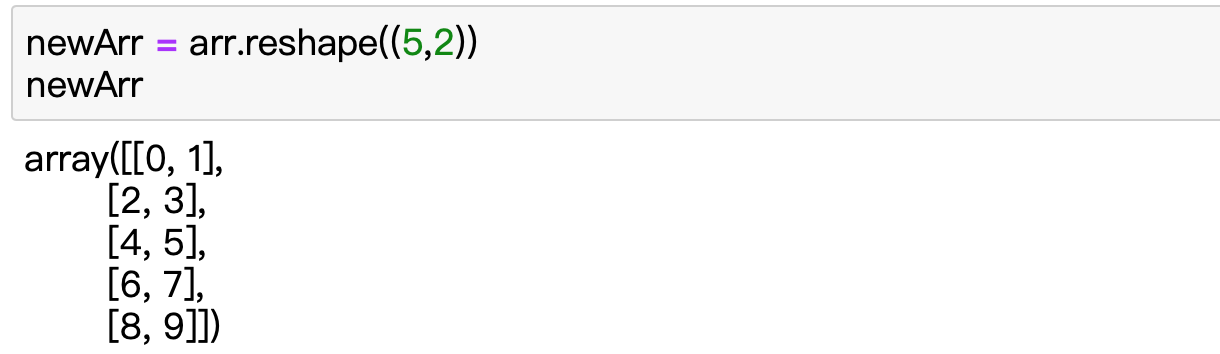 newArr = arr.reshape((5,2))
newArr
array([[0, 1],
[2, 3],
[4, 5],
[6, 7],
[8, 9]])